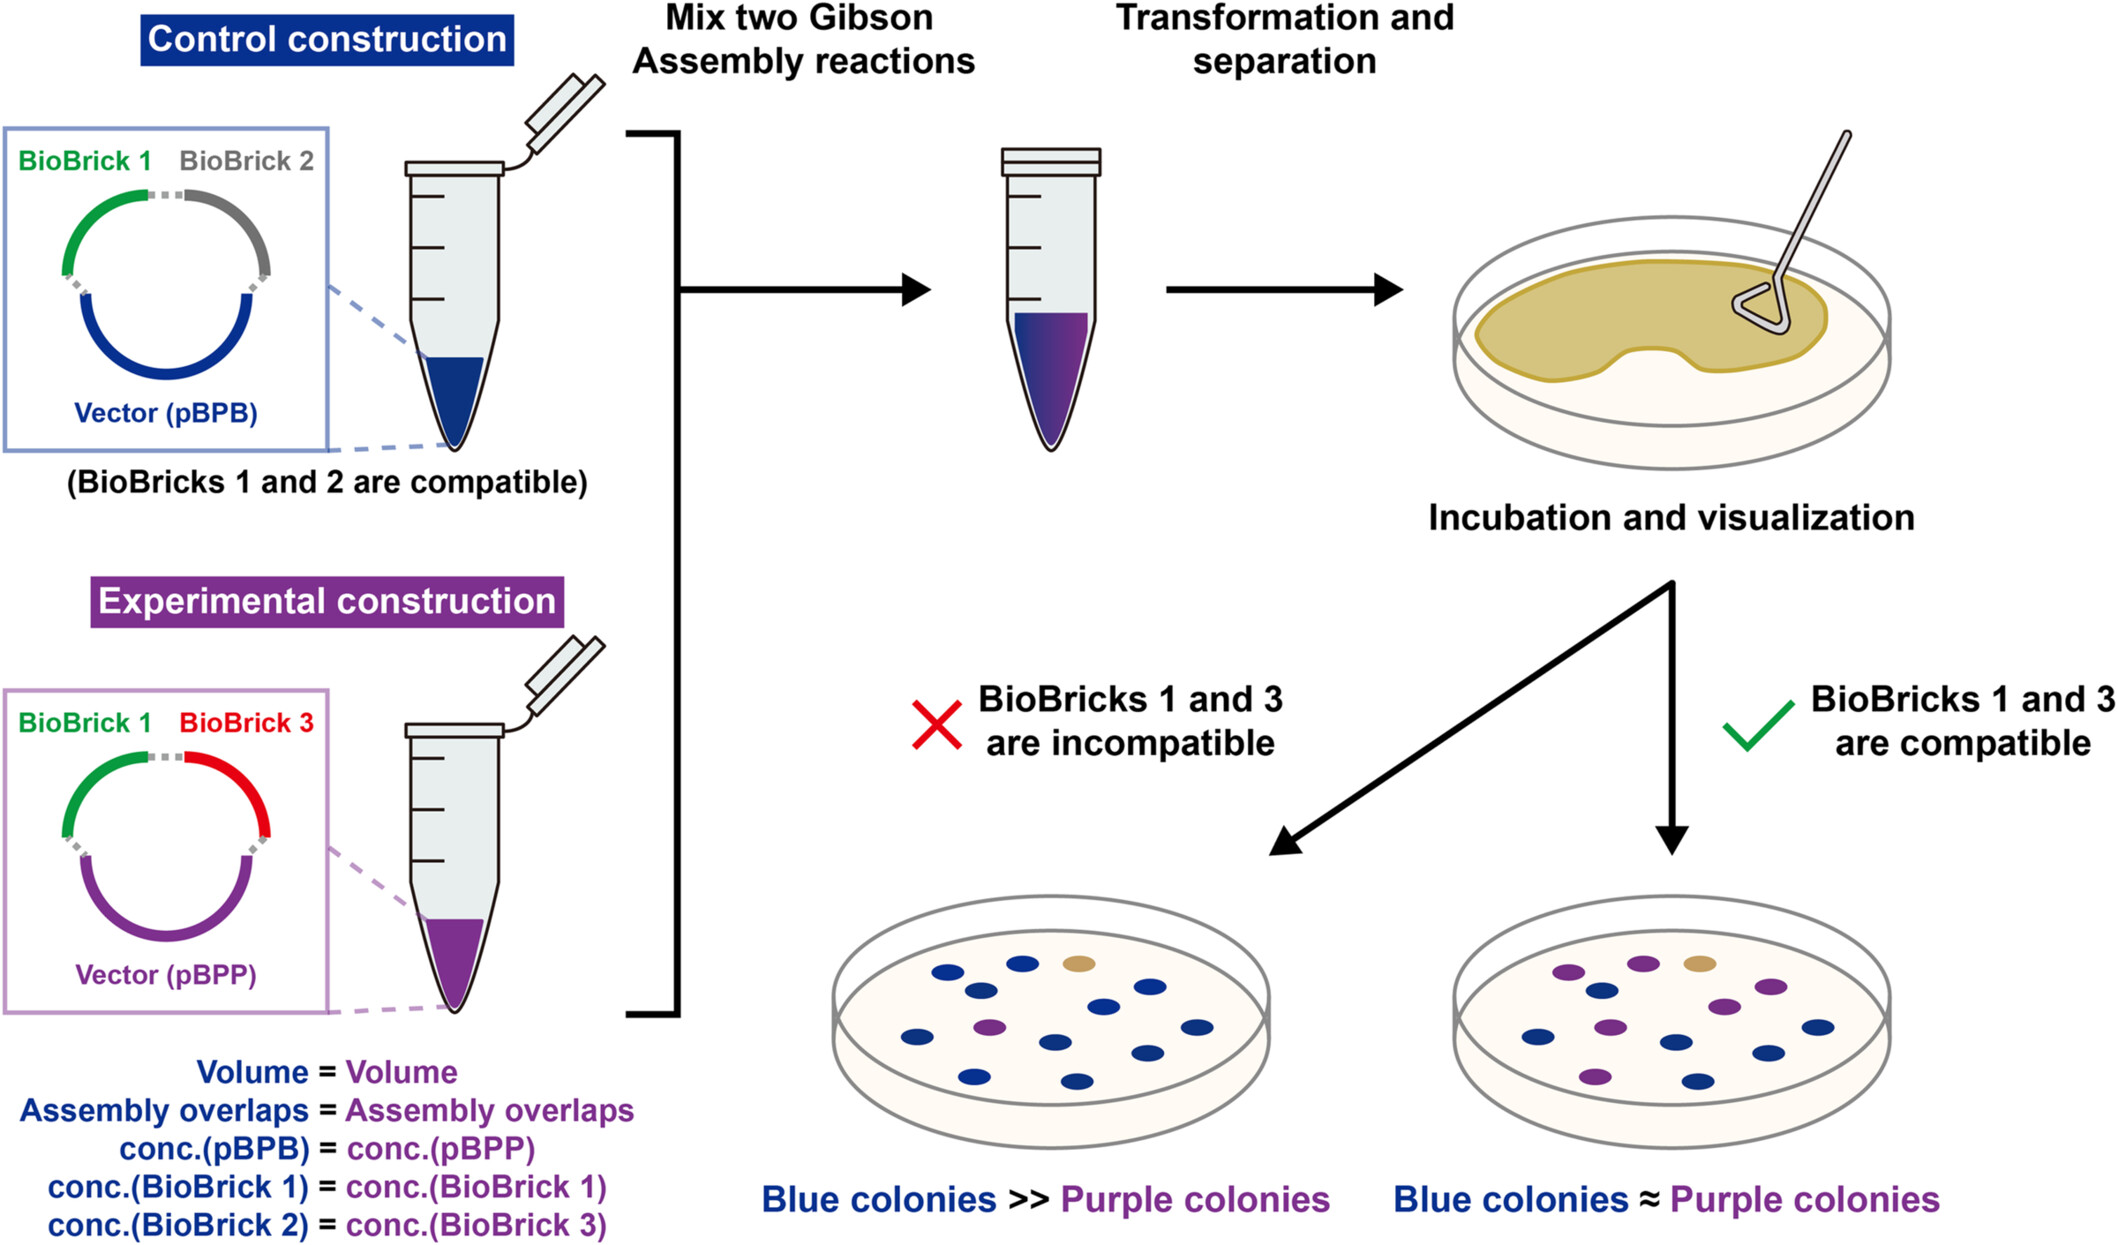 Control construction
Mix two Gibson
Assembly reactions
Transformation and
separation
BioBrick 1 BioBrick 2
Vector (pBPB)
(BioBricks 1 and 2 are compatible)
Incubation and visualization
Experimental construction
BioBrick 1 BioBrick 3
Vector (pBPP)
BioBricks 1 and 3
are incompatible
BioBricks 1 and 3
are compatible
Volume = Volume
Assembly overlaps = Assembly overlaps
conc.(pBPB) = conc.(pBPP)
conc.(BioBrick 1) = conc.(BioBrick 1)
conc.(BioBrick 2) = conc.(BioBrick 3)
Blue colonies >> Purple colonies
Blue colonies ≈ Purple colonies